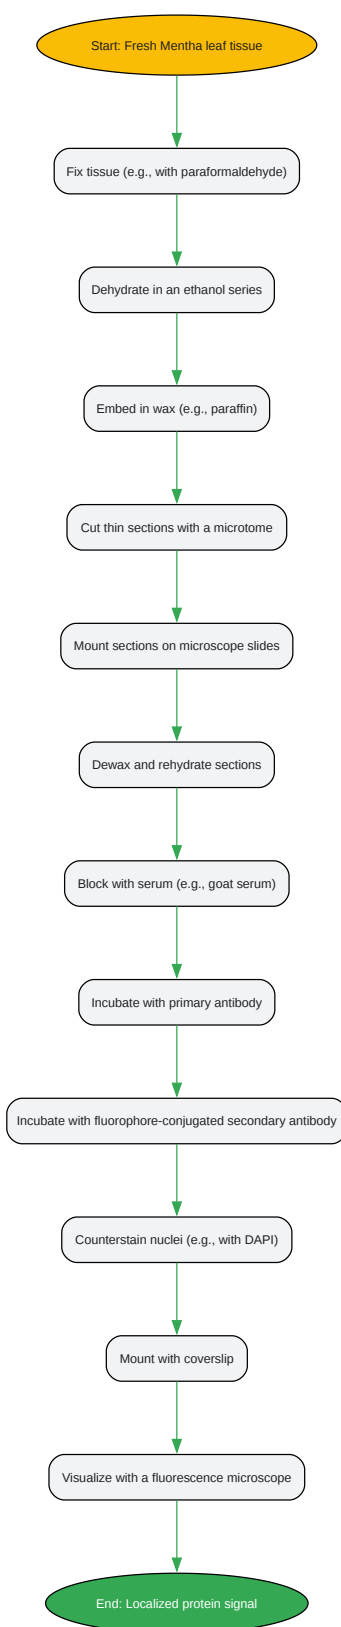 Start: Fresh Mentha leaf tissue
Fix tissue (e.g., with paraformaldehyde)
Dehydrate in an ethanol series
Embed in wax (e.g., paraffin)
Cut thin sections with a microtome
Mount sections on microscope slides
Dewax and rehydrate sections
Block with serum (e.g., goat serum)
Incubate with primary antibody
Incubate with fluorophore-conjugated secondary antibody
Counterstain nuclei (e.g., with DAPI)
Mount with coverslip
Visualize with a fluorescence microscope
End: Localized protein signal